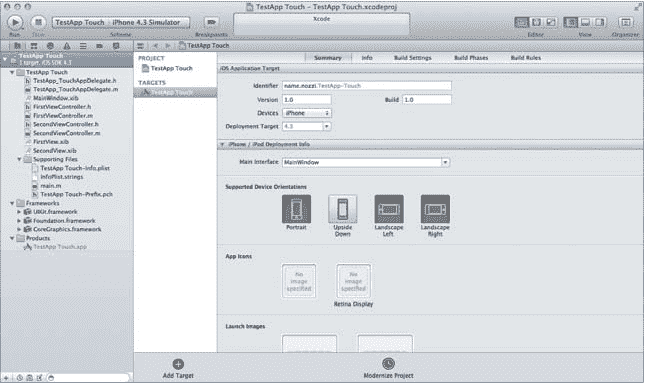 TestApp Touch – TestApp Touch.xcodeproj
Run
Stop
TestApp Touch
iPhone 4.3 Simulator
Scheme
Breakpoints
Xcode
Editor
View
Organizer
TestApp Touch
TestApp Touch
1 target, iOS SDK 4.3
TestApp Touch
TestApp_TouchAppDelegate.h
TestApp_TouchAppDelegate.m
MainWindow.xib
FirstViewController.h
FirstViewController.m
SecondViewController.h
SecondViewController.m
FirstView.xib
SecondView.xib
Supporting Files
TestApp Touch-Info.plist
InfoPlist.strings
main.m
TestApp Touch-Prefix.pch
Frameworks
UIKit.framework
Foundation.framework
CoreGraphics.framework
Products
TestApp Touch.app
PROJECT
TestApp Touch
TARGETS
TestApp Touch
Summary
Info
Build Settings
Build Phases
Build Rules
iOS Application Target
Identifier
name.nozzi.TestApp-Touch
Version
1.0
Build
1.0
Devices
iPhone
Deployment Target
4.3
iPhone / iPod Deployment Info
Main Interface
MainWindow
Supported Device Orientations
Portrait
Upside
Down
Landscape
Left
Landscape
Right
App Icons
No
image
specified
No
image
specified
Retina Display
Launch Images
Add Target
Modernize Project